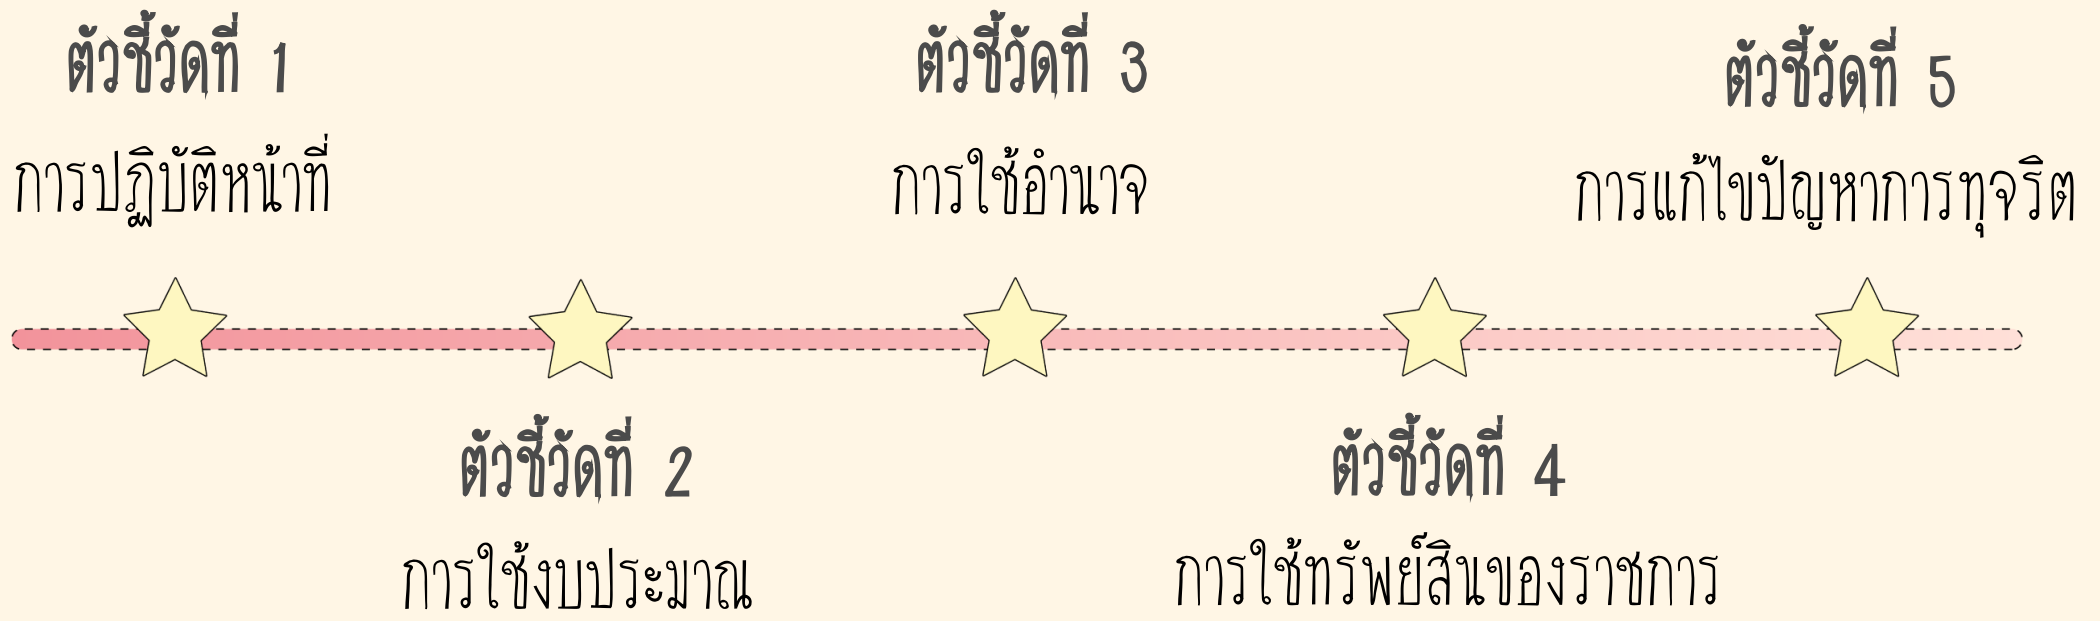 ตัวชี้วัดที่ 1
การปฏิบัติหน้าที่
ตัวชี้วัดที่ 2
การใช้งบประมาณ
ตัวชี้วัดที่ 3
การใช้อำนาจ
ตัวชี้วัดที่ 4
การใช้ทรัพย์สินของราชการ
ตัวชี้วัดที่ 5
การแก้ไขปัญหาการทุจริต